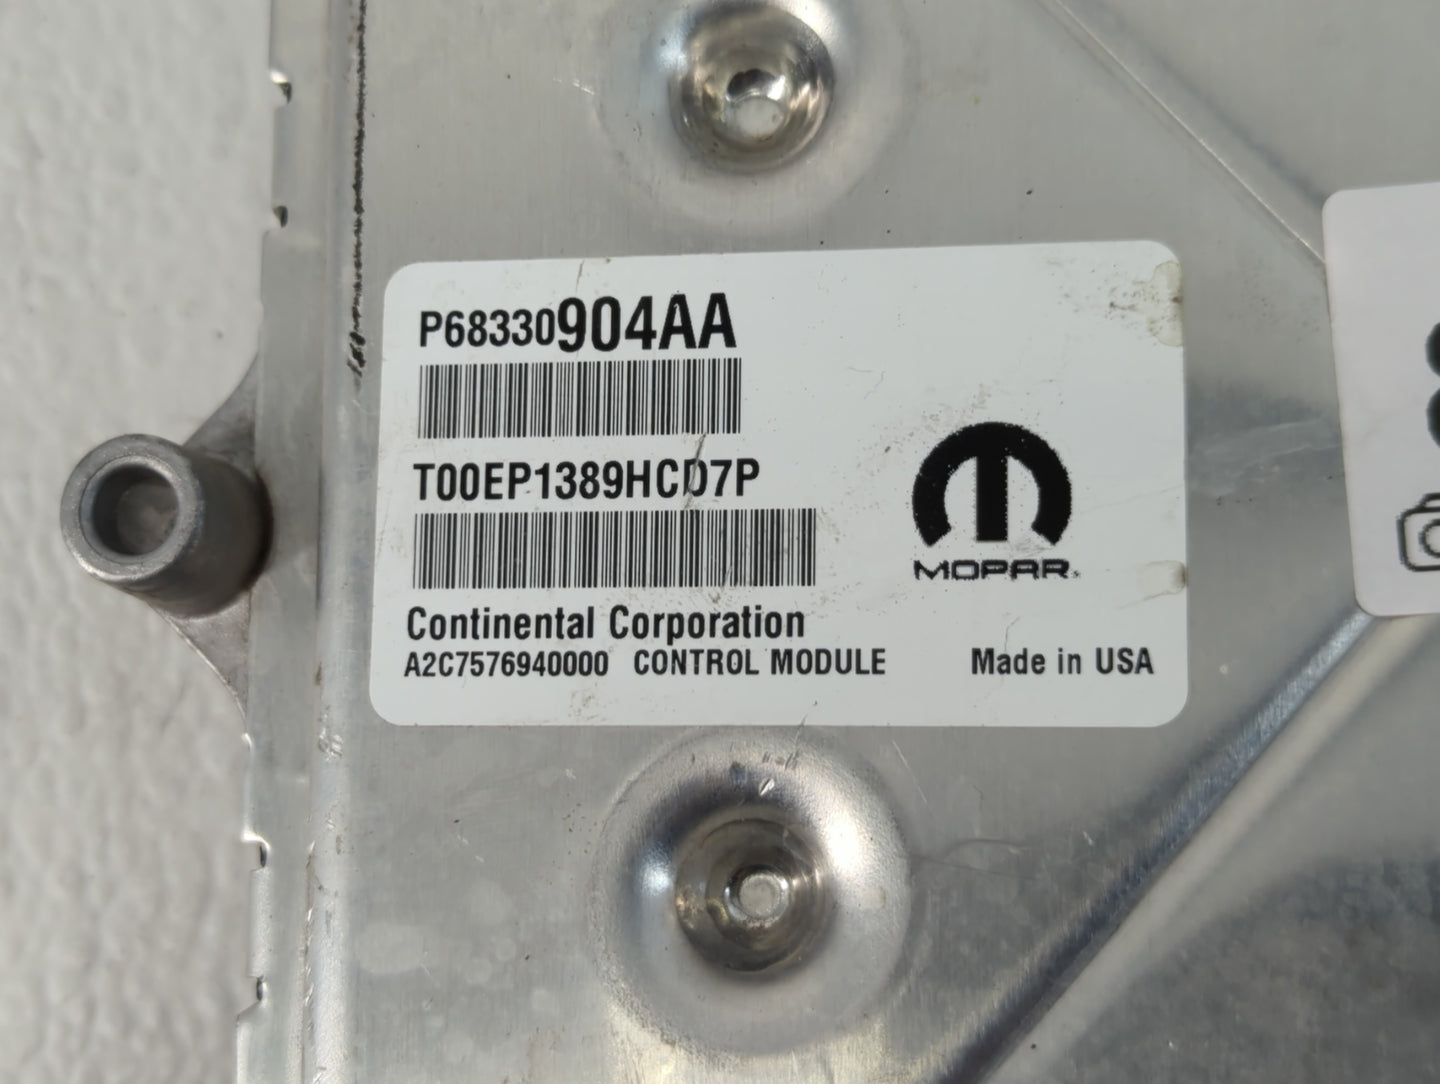 P68330904AA
T00EP1389HCD7P
MOPAR
Continental Corporation
A2C7576940000 CONTROL MODULE Made in USA